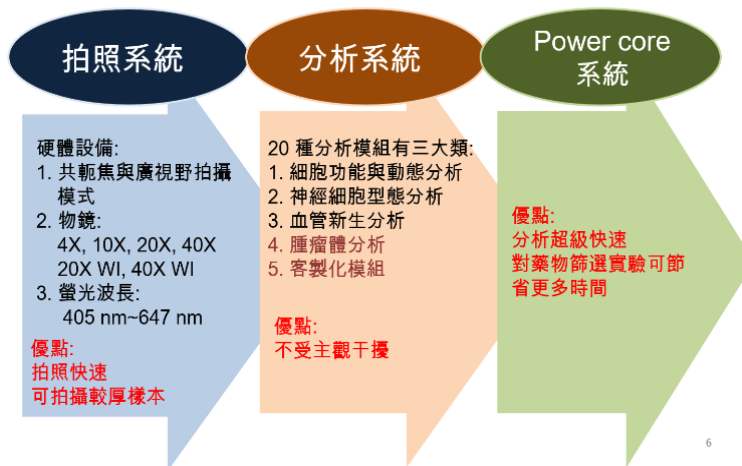 拍照系統
硬體設備:
1. 共軛焦與廣視野拍攝
模式
2. 物鏡:
4X, 10X, 20X, 40X
20X WI, 40X WI
3. 螢光波長:
405 nm~647 nm
優點:
拍照快速
可拍攝較厚樣本
分析系統
20 種分析模組有三大類:
1. 細胞功能與動態分析
2. 神經細胞型態分析
3. 血管新生分析
4. 腫瘤體分析
5. 客製化模組
優點:
不受主觀干擾
Power core
系統
優點:
分析超級快速
對藥物篩選實驗可節
省更多時間
6